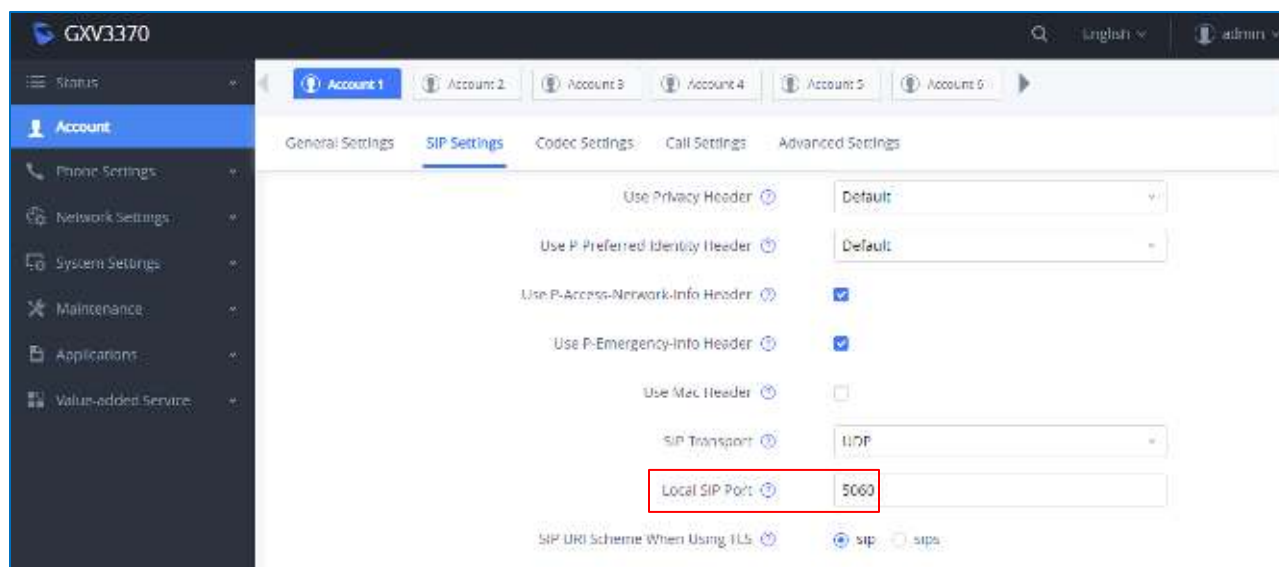 GXV3370
English
admin
Status
Account 1
Account 2
Account 3
Account 4
Account 5
Account 6
Account
General Settings
SIP Settings
Codec Settings
Call Settings
Advanced Settings
Phone Settings
Network Settings
System Settings
Maintenance
Applications
Value-added Service
Use Privacy Header
Default
Use P-Preferred Identity Header
Default
Use P-Access-Network-Info Header
Use P-Emergency-Info Header
Use Mac Header
SIP Transport
UDP
Local SIP Port
5060
SIP URI Scheme When Using TLS
sip
sips